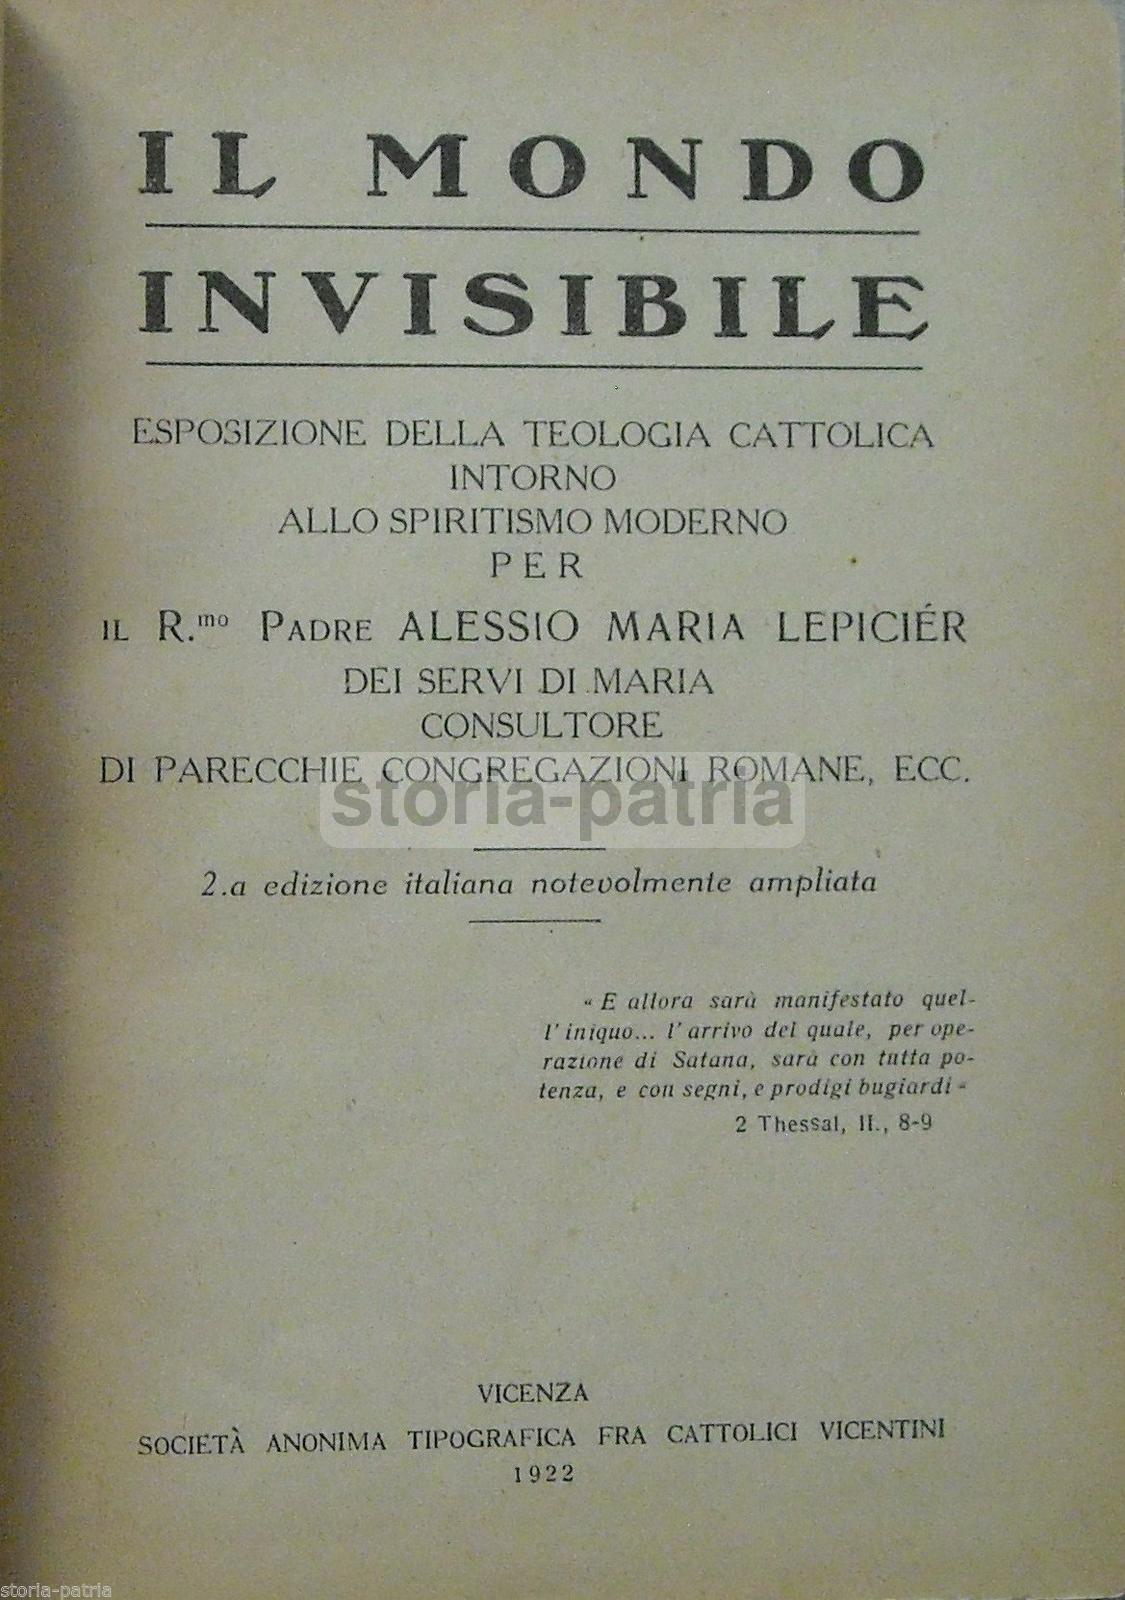 IL MONDO
INVISIBILE
ESPOSIZIONE DELLA TEOLOGIA CATTOLICA
INTORNO
ALLO SPIRITISMO MODERNO
PER
IL R.mo PADRE ALESSIO MARIA LEPICIÉR
DEI SERVI DI MARIA
CONSULTORE
DI PARECCHIE CONGREGAZIONI ROMANE, ECC.
storia-patria
2.a edizione italiana notevolmente ampliata
« E allora sarà manifestato quel-
l' iniquo... l' arrivo del quale, per ope-
razione di Satana, sarà con tutta po-
tenza, e con segni, e prodigi bugiardi »
2 Thessal, II., 8-9
VICENZA
SOCIETÀ ANONIMA TIPOGRAFICA FRA CATTOLICI VICENTINI
1922
storia-patria